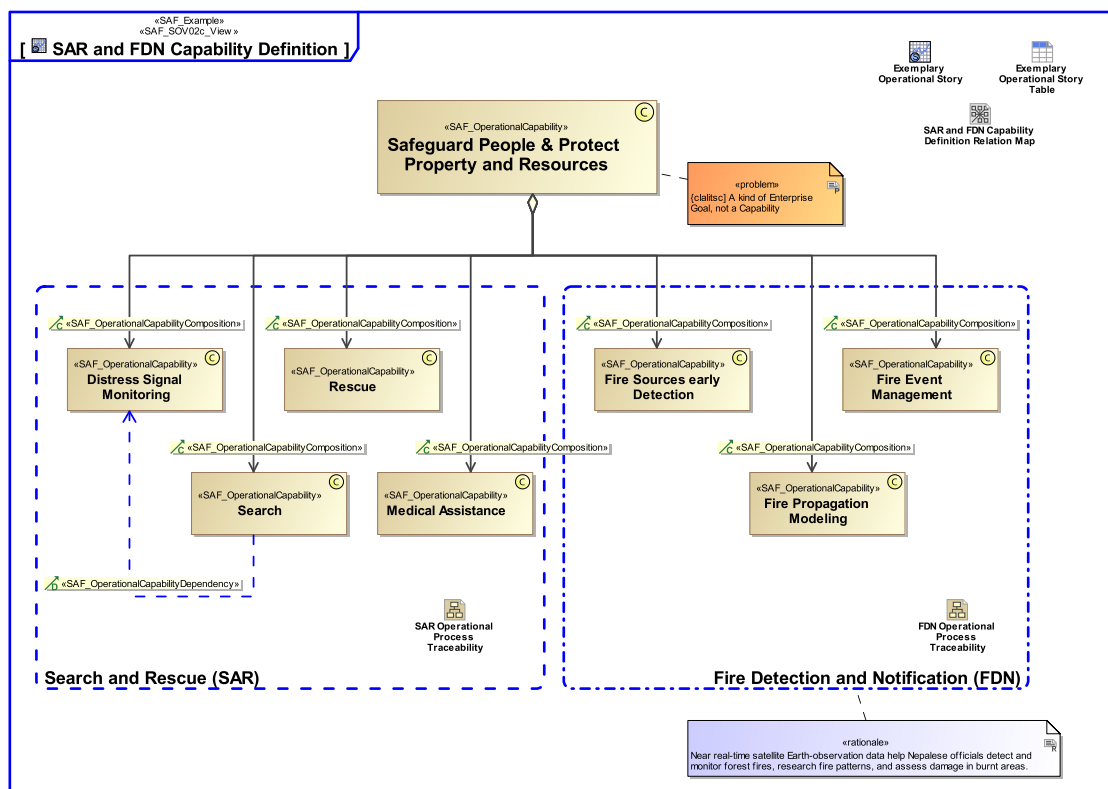 «SAF_Example»
«SAF_SOV02c_View »
[ SAR and FDN Capability Definition ]
Exemplary
Operational Story
Exemplary
Operational Story
Table
SAR and FDN Capability
Definition Relation Map
C
«SAF_OperationalCapability»
Safeguard People & Protect
Property and Resources
«problem»
P
{clalitsc] A kind of Enterprise
Goal, not a Capability
C «SAF_OperationalCapabilityComposition»
C «SAF_OperationalCapabilityComposition»
C «SAF_OperationalCapabilityComposition»
C «SAF_OperationalCapabilityComposition»
C
«SAF_OperationalCapability»
Distress Signal
Monitoring
C
«SAF_OperationalCapability»
Rescue
C
«SAF_OperationalCapability»
Fire Sources early
Detection
C
«SAF_OperationalCapability»
Fire Event
Management
C «SAF_OperationalCapabilityComposition»
C «SAF_OperationalCapabilityComposition»
C «SAF_OperationalCapabilityComposition»
C
«SAF_OperationalCapability»
Search
C
«SAF_OperationalCapability»
Medical Assistance
C
«SAF_OperationalCapability»
Fire Propagation
Modeling
D «SAF_OperationalCapabilityDependency»
SAR Operational
Process
Traceability
FDN Operational
Process
Traceability
Search and Rescue (SAR)
Fire Detection and Notification (FDN)
«rationale»
R
Near real-time satellite Earth-observation data help Nepalese officials detect and
monitor forest fires, research fire patterns, and assess damage in burnt areas.